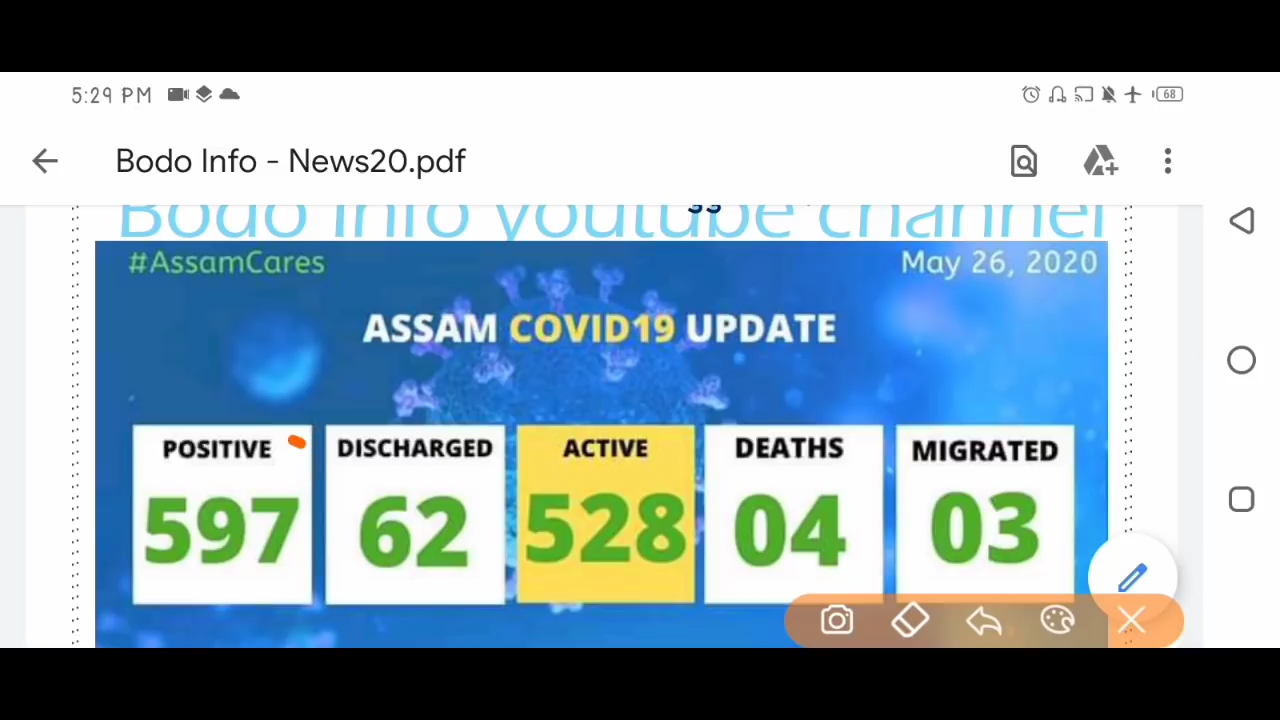 5:29 PM
68
Bodo Info - News20.pdf
Bodo Info youtube channel
#AssamCares
May 26, 2020
ASSAM COVID19 UPDATE
POSITIVE
597
DISCHARGED
62
ACTIVE
528
DEATHS
04
MIGRATED
03